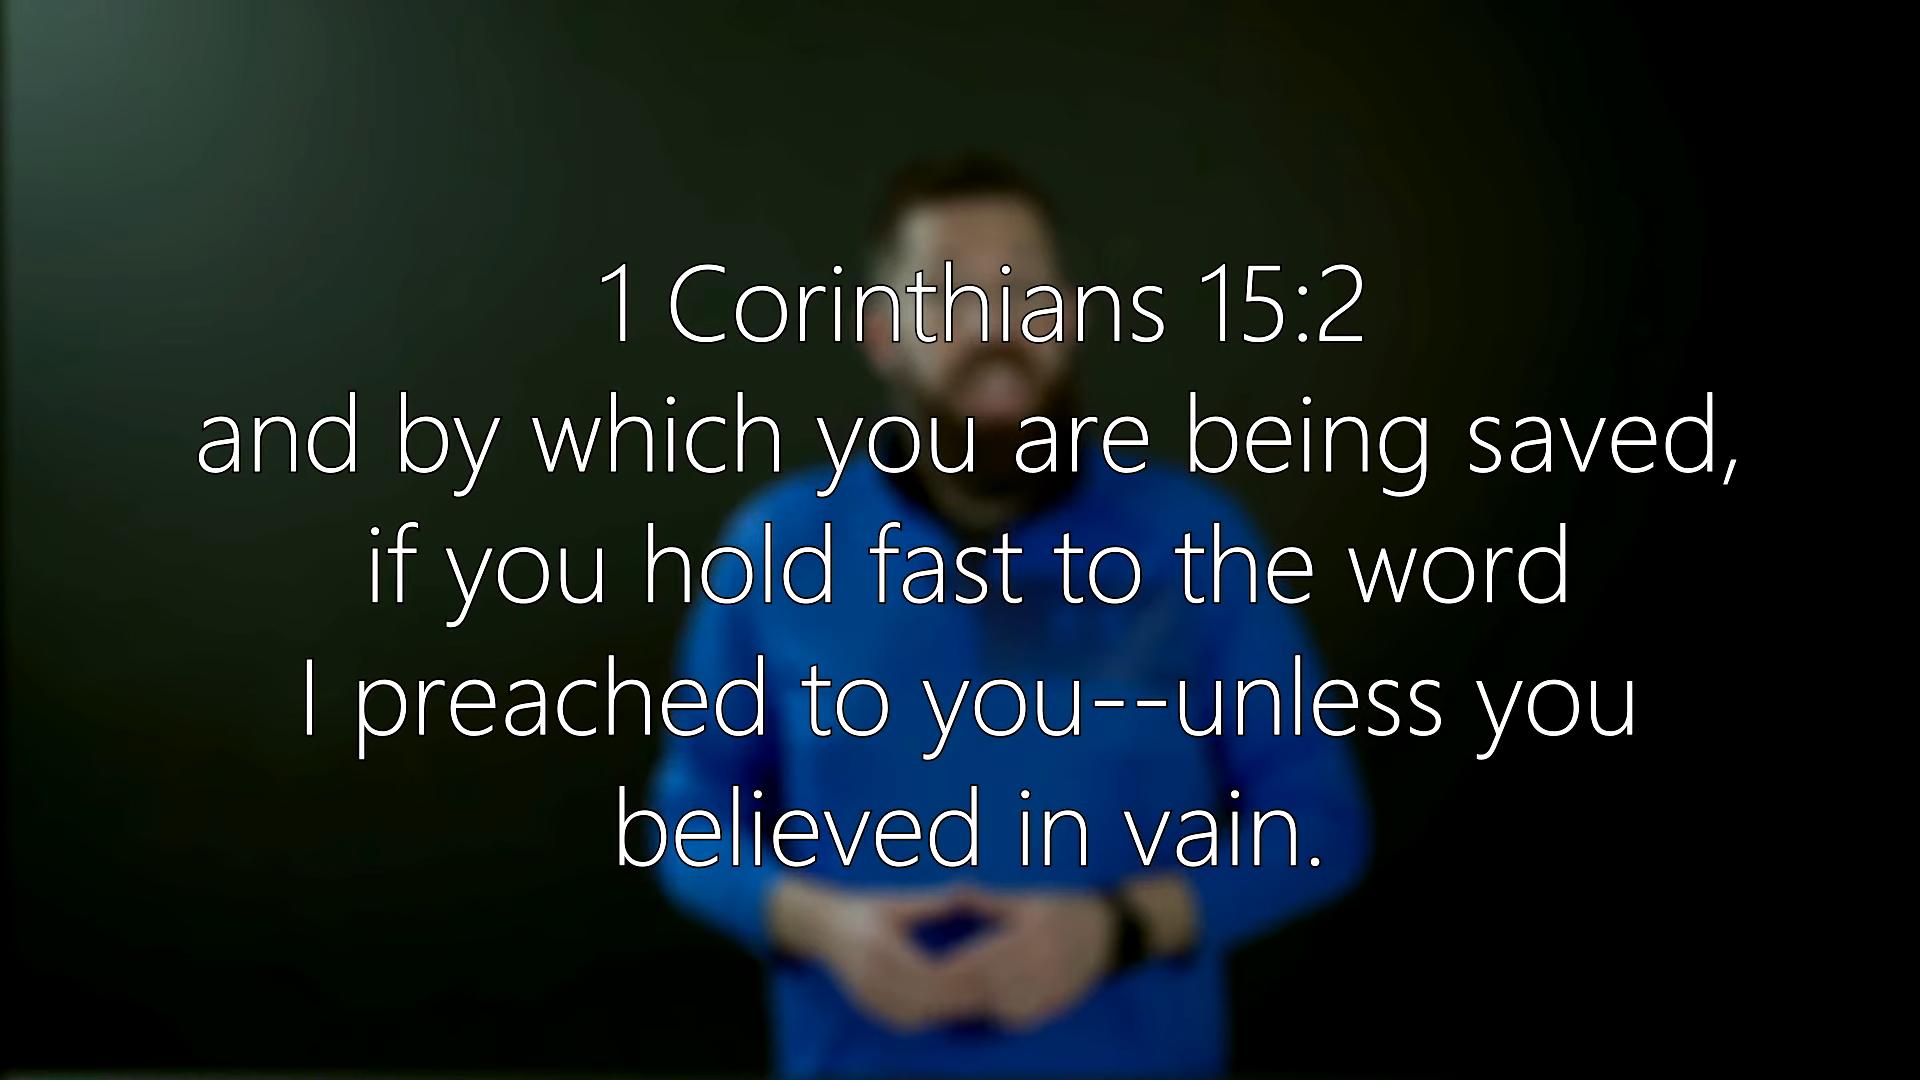 1 Corinthians 15:2
and by which you are being saved,
if you hold fast to the word
I preached to you--unless you
believed in vain.